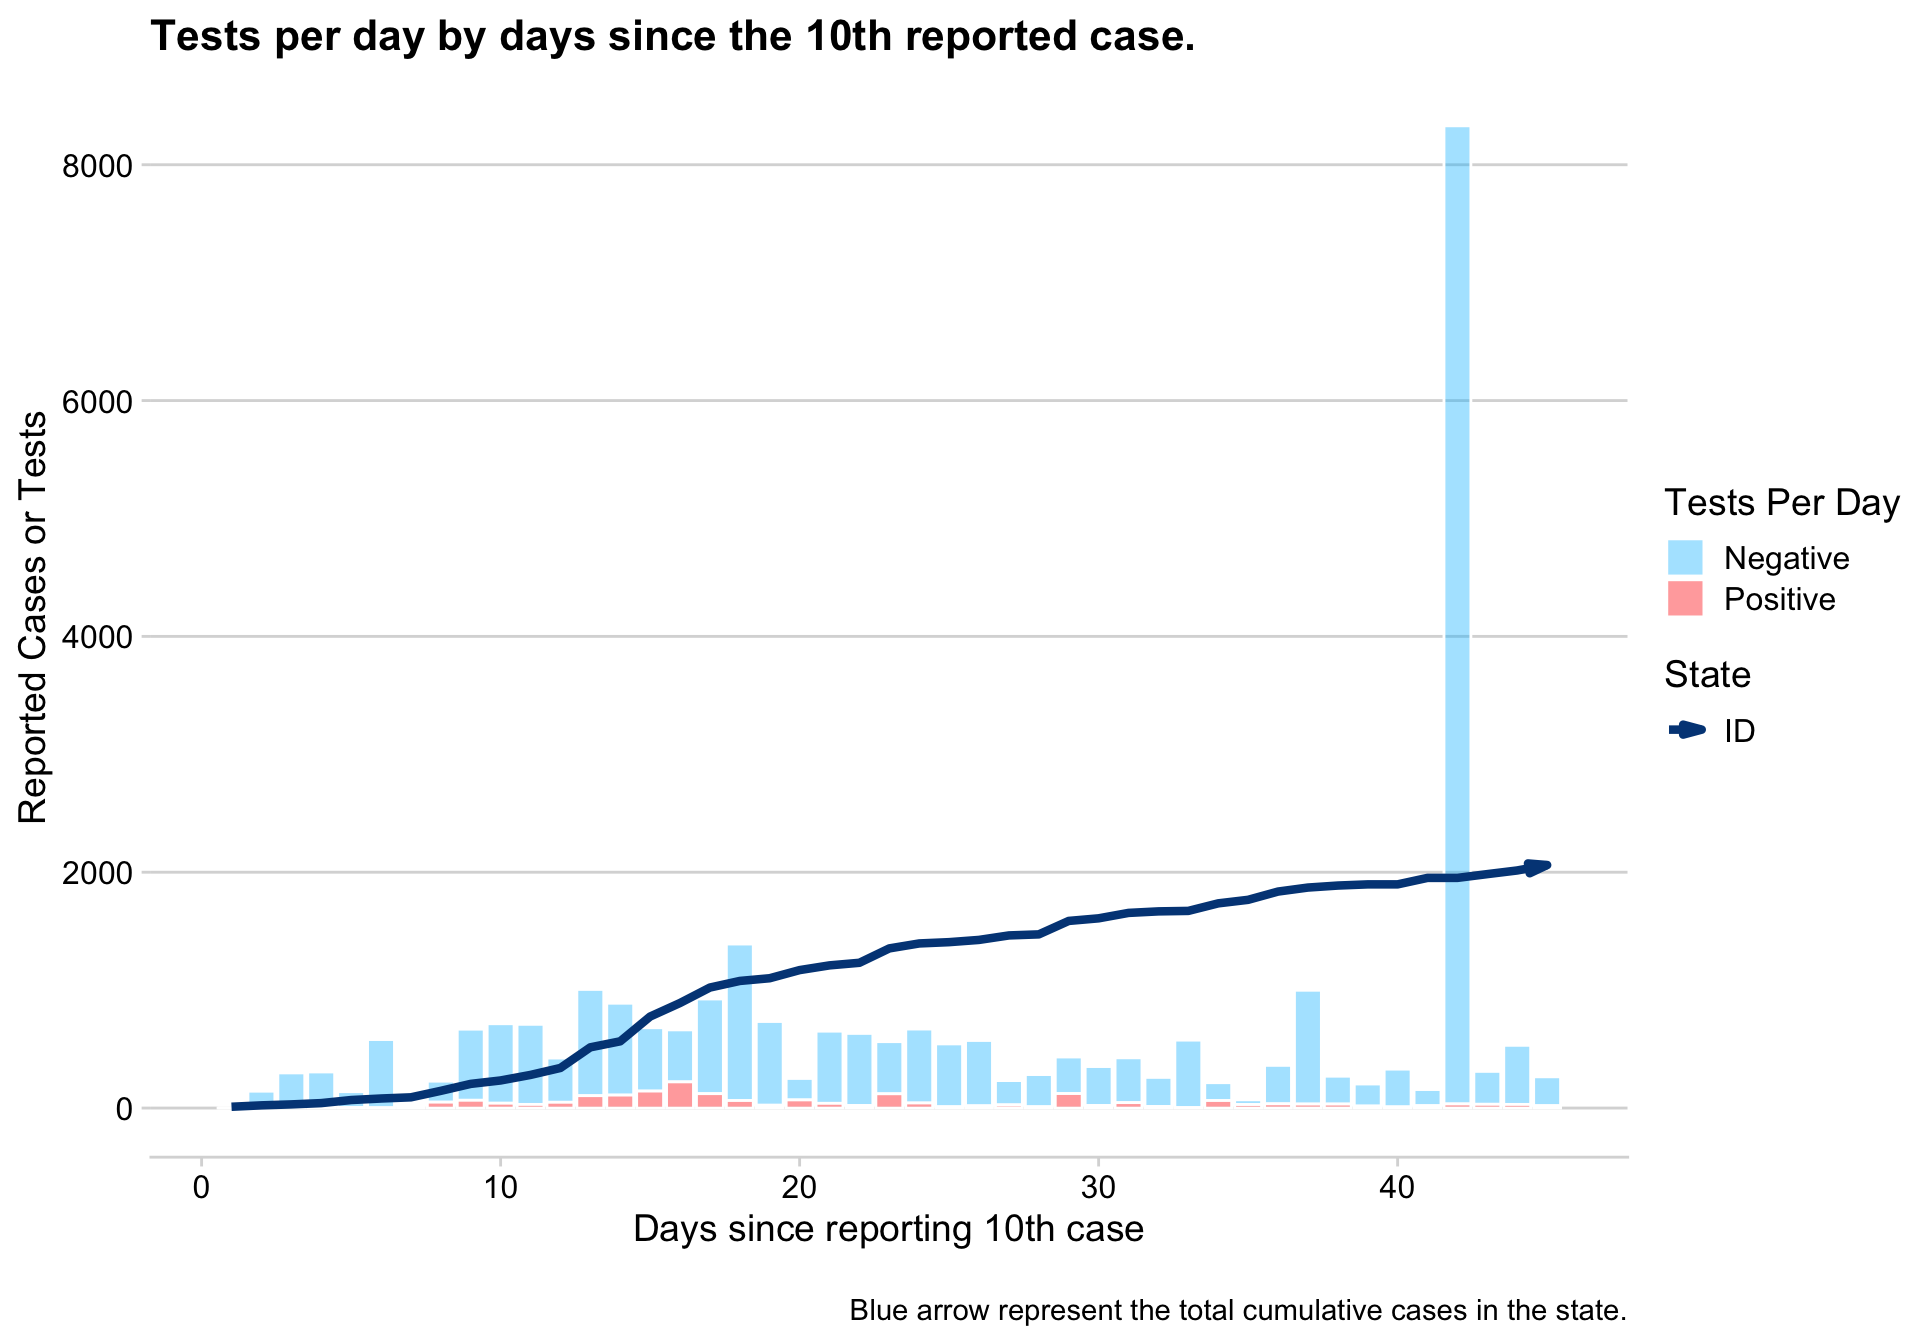 Tests per day by days since the 10th reported case.
Reported Cases or Tests
8000
6000
4000
2000
0
0 10 20 30 40
Days since reporting 10th case
Tests Per Day
Negative
Positive
State
ID
Blue arrow represent the total cumulative cases in the state.